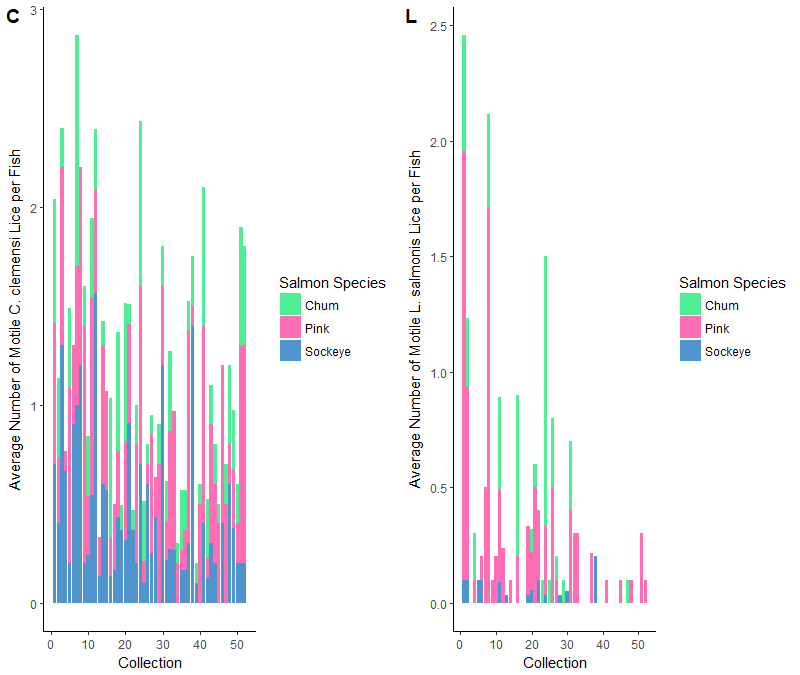 C
Average Number of Motile C. clemensi Lice per Fish
3
2
1
0
0 10 20 30 40 50
Collection
Salmon Species
Chum
Pink
Sockeye
L
Average Number of Motile L. salmonis Lice per Fish
2.5
2.0
1.5
1.0
0.5
0.0
0 10 20 30 40 50
Collection
Salmon Species
Chum
Pink
Sockeye